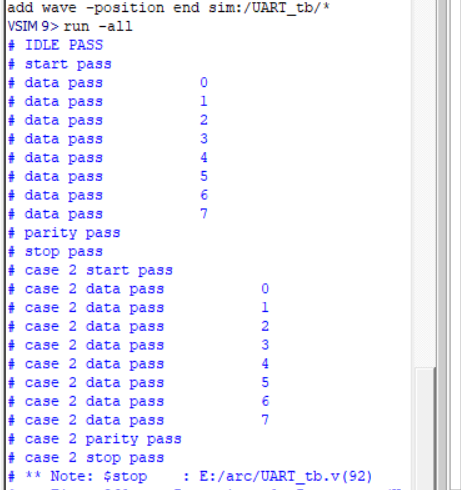 add wave -position end sim:/UART_tb/*
VSIM 9> run -all
# IDLE PASS
# start pass
# data pass          0
# data pass          1
# data pass          2
# data pass          3
# data pass          4
# data pass          5
# data pass          6
# data pass          7
# parity pass
# stop pass
# case 2 start pass
# case 2 data pass          0
# case 2 data pass          1
# case 2 data pass          2
# case 2 data pass          3
# case 2 data pass          4
# case 2 data pass          5
# case 2 data pass          6
# case 2 data pass          7
# case 2 parity pass
# case 2 stop pass
# ** Note: $stop    : E:/arc/UART_tb.v(92)